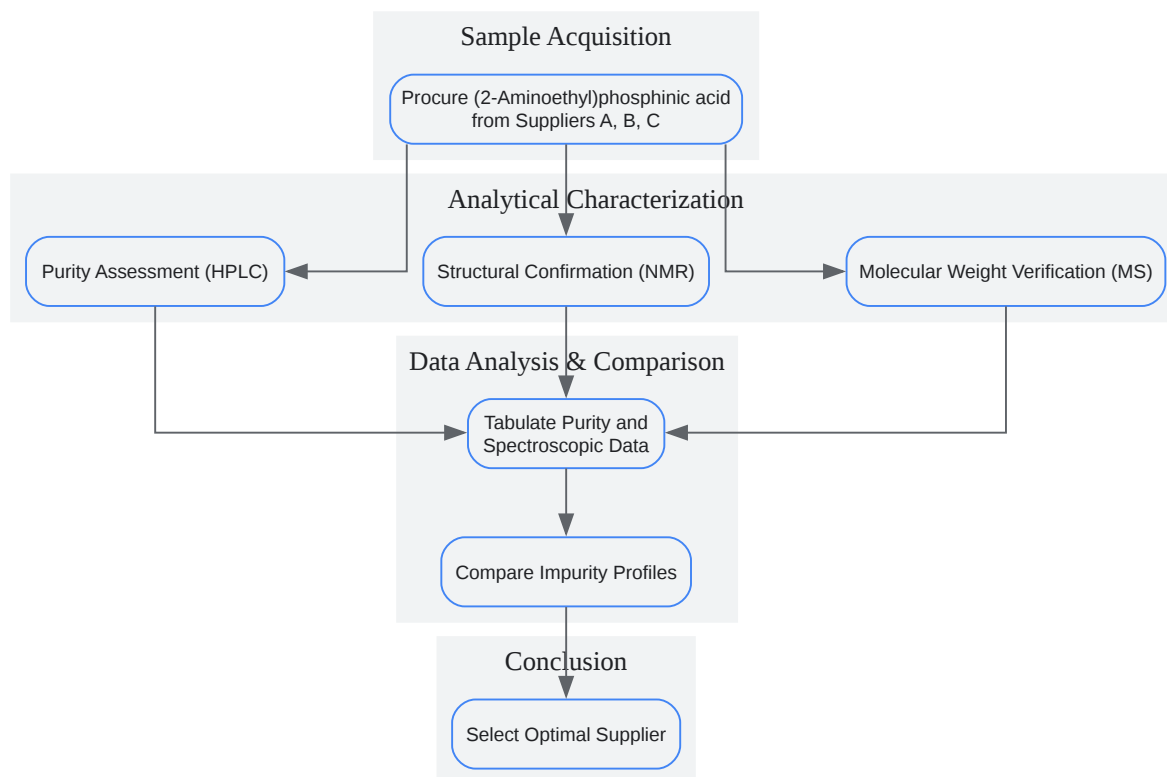 Sample Acquisition
Procure (2-Aminoethyl)phosphinic acid
from Suppliers A, B, C
Analytical Characterization
Purity Assessment (HPLC)
Structural Confirmation (NMR)
Molecular Weight Verification (MS)
Data Analysis & Comparison
Tabulate Purity and
Spectroscopic Data
Compare Impurity Profiles
Conclusion
Select Optimal Supplier